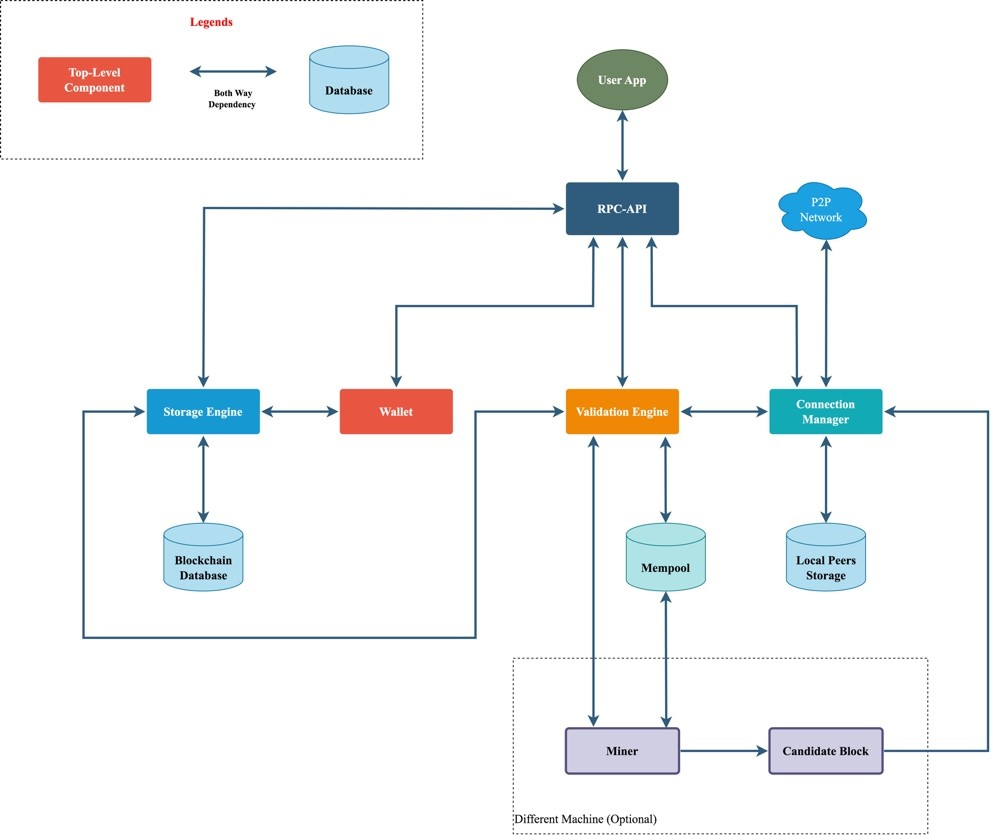 Legends
Top-Level
Component
Both Way
Dependency
Database
User App
RPC-API
P2P
Network
Storage Engine
Wallet
Validation Engine
Connection
Manager
Blockchain
Database
Mempool
Local Peers
Storage
Miner
Candidate Block
Different Machine (Optional)